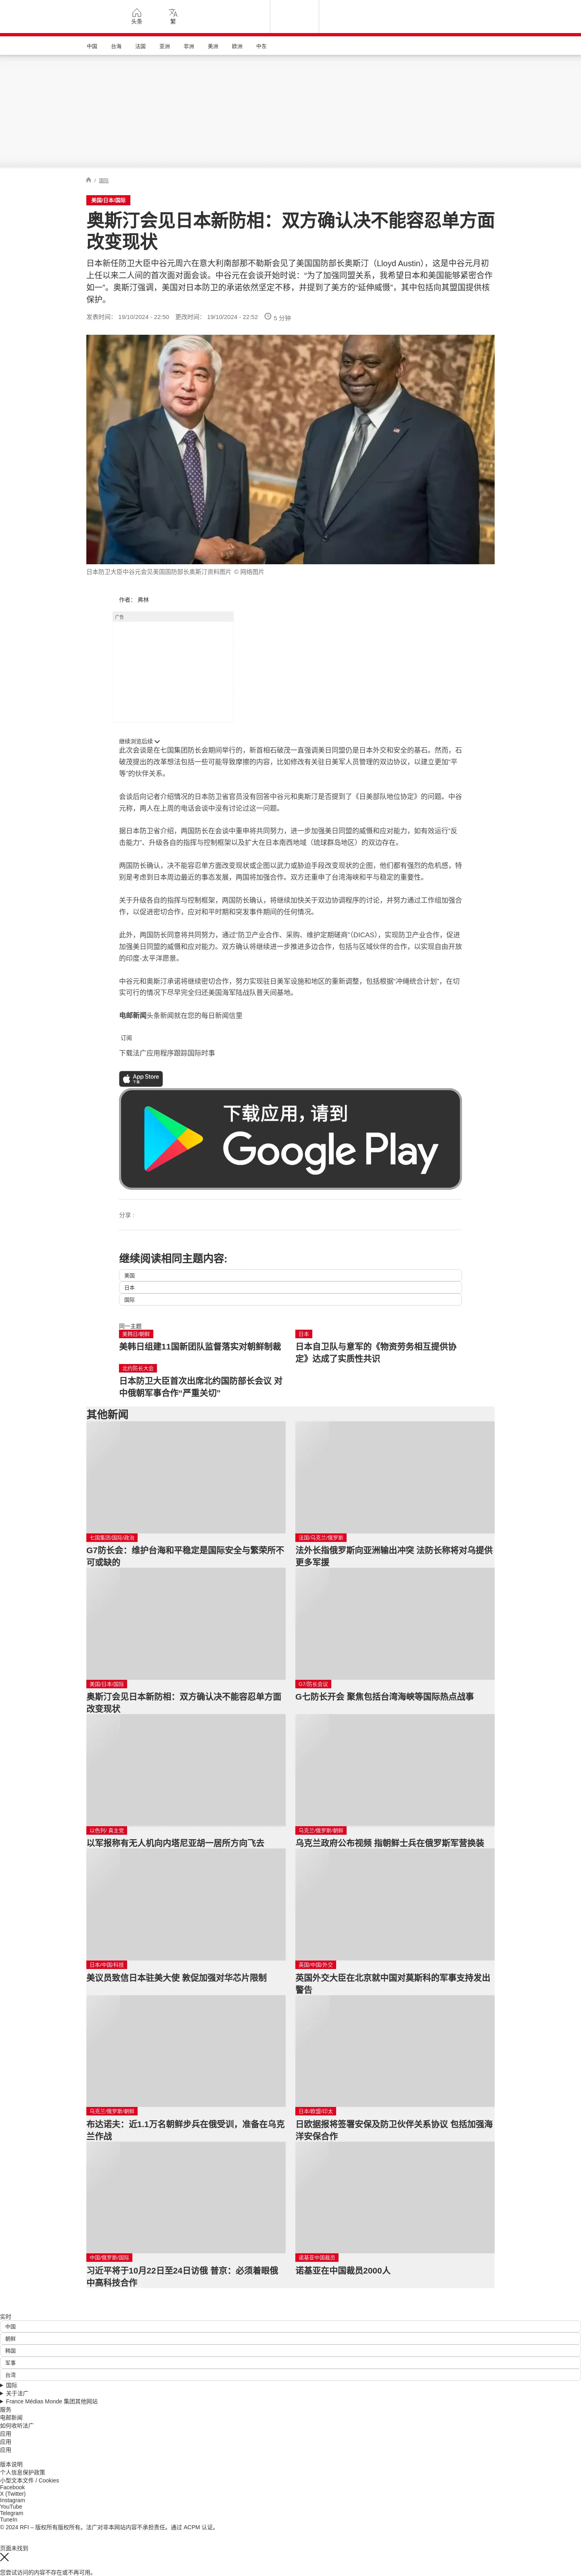 头条
繁
中国
台海
法国
亚洲
非洲
美洲
欧洲
中东
/ 国际
美国/日本/国际
奥斯汀会见日本新防相：双方确认决不能容忍单方面
改变现状
日本新任防卫大臣中谷元周六在意大利南部那不勒斯会见了美国国防部长奥斯汀（Lloyd Austin），这是中谷元月初
上任以来二人间的首次面对面会谈。中谷元在会谈开始时说：“为了加强同盟关系，我希望日本和美国能够紧密合作
如一”。奥斯汀强调，美国对日本防卫的承诺依然坚定不移，并提到了美方的“延伸威慑”，其中包括向其盟国提供核
保护。
发表时间： 19/10/2024 - 22:50 更改时间： 19/10/2024 - 22:52 5 分钟
日本防卫大臣中谷元会见美国国防部长奥斯汀资料图片 © 网络图片
作者： 弗林
广告
继续浏览后续
此次会谈是在七国集团防长会期间举行的，新首相石破茂一直强调美日同盟仍是日本外交和安全的基石。然而，石
破茂提出的改革想法包括一些可能导致摩擦的内容，比如修改有关驻日美军人员管理的双边协议，以建立更加“平
等”的伙伴关系。
会谈后向记者介绍情况的日本防卫省官员没有回答中谷元和奥斯汀是否提到了《日美部队地位协定》的问题。中谷
元称，两人在上周的电话会谈中没有讨论过这一问题。
据日本防卫省介绍，两国防长在会谈中重申将共同努力，进一步加强美日同盟的威慑和应对能力，如有效运行“反
击能力”、升级各自的指挥与控制框架以及扩大在日本南西地域（琉球群岛地区）的双边存在。
两国防长确认，决不能容忍单方面改变现状或企图以武力或胁迫手段改变现状的企图，他们都有强烈的危机感，特
别是考虑到日本周边最近的事态发展，两国将加强合作。双方还重申了台湾海峡和平与稳定的重要性。
关于升级各自的指挥与控制框架，两国防长确认，将继续加快关于双边协调程序的讨论，并努力通过工作组加强合
作，以促进密切合作，应对和平时期和突发事件期间的任何情况。
此外，两国防长同意将共同努力，通过“防卫产业合作、采购、维护定期磋商”（DICAS），实现防卫产业合作，促进
加强美日同盟的威慑和应对能力。双方确认将继续进一步推进多边合作，包括与区域伙伴的合作，以实现自由开放
的印度-太平洋愿景。
中谷元和奥斯汀承诺将继续密切合作，努力实现驻日美军设施和地区的重新调整，包括根据“冲绳统合计划”，在切
实可行的情况下尽早完全归还美国海军陆战队普天间基地。
电邮新闻头条新闻就在您的每日新闻信里
订阅
下载法广应用程序跟踪国际时事
App Store
下载
下载应用，请到
Google Play
分享 :
继续阅读相同主题内容:
美国
日本
国际
同一主题
美韩日/朝鲜
美韩日组建11国新团队监督落实对朝鲜制裁
日本
日本自卫队与意军的《物资劳务相互提供协
定》达成了实质性共识
北约防长大会
日本防卫大臣首次出席北约国防部长会议 对
中俄朝军事合作“严重关切”
其他新闻
七国集团/国际/政治
G7防长会：维护台海和平稳定是国际安全与繁荣所不
可或缺的
法国/乌克兰/俄罗斯
法外长指俄罗斯向亚洲输出冲突 法防长称将对乌提供
更多军援
美国/日本/国际
奥斯汀会见日本新防相：双方确认决不能容忍单方面
改变现状
G7/防长会议
G七防长开会 聚焦包括台湾海峡等国际热点战事
以色列/ 真主党
以军报称有无人机向内塔尼亚胡一居所方向飞去
乌克兰/俄罗斯/朝鲜
乌克兰政府公布视频 指朝鲜士兵在俄罗斯军营换装
日本/中国/科技
美议员致信日本驻美大使 敦促加强对华芯片限制
英国/中国/外交
英国外交大臣在北京就中国对莫斯科的军事支持发出
警告
乌克兰/俄罗斯/朝鲜
布达诺夫：近1.1万名朝鲜步兵在俄受训，准备在乌克
兰作战
日本/欧盟/印太
日欧据报将签署安保及防卫伙伴关系协议 包括加强海
洋安保合作
中国/俄罗斯/国际
习近平将于10月22日至24日访俄 普京：必须着眼俄
中高科技合作
诺基亚中国裁员
诺基亚在中国裁员2000人
实时
中国
朝鲜
韩国
军事
台湾
国际
关于法广
France Médias Monde 集团其他网站
服务
电邮新闻
如何收听法广
应用
应用
应用
版本说明
个人信息保护政策
小型文本文件 / Cookies
Facebook
X (Twitter)
Instagram
YouTube
Telegram
TuneIn
© 2024 RFI – 版权所有版权所有。法广对非本网站内容不承担责任。通过 ACPM 认证。
页面未找到
您尝试访问的内容不存在或不再可用。